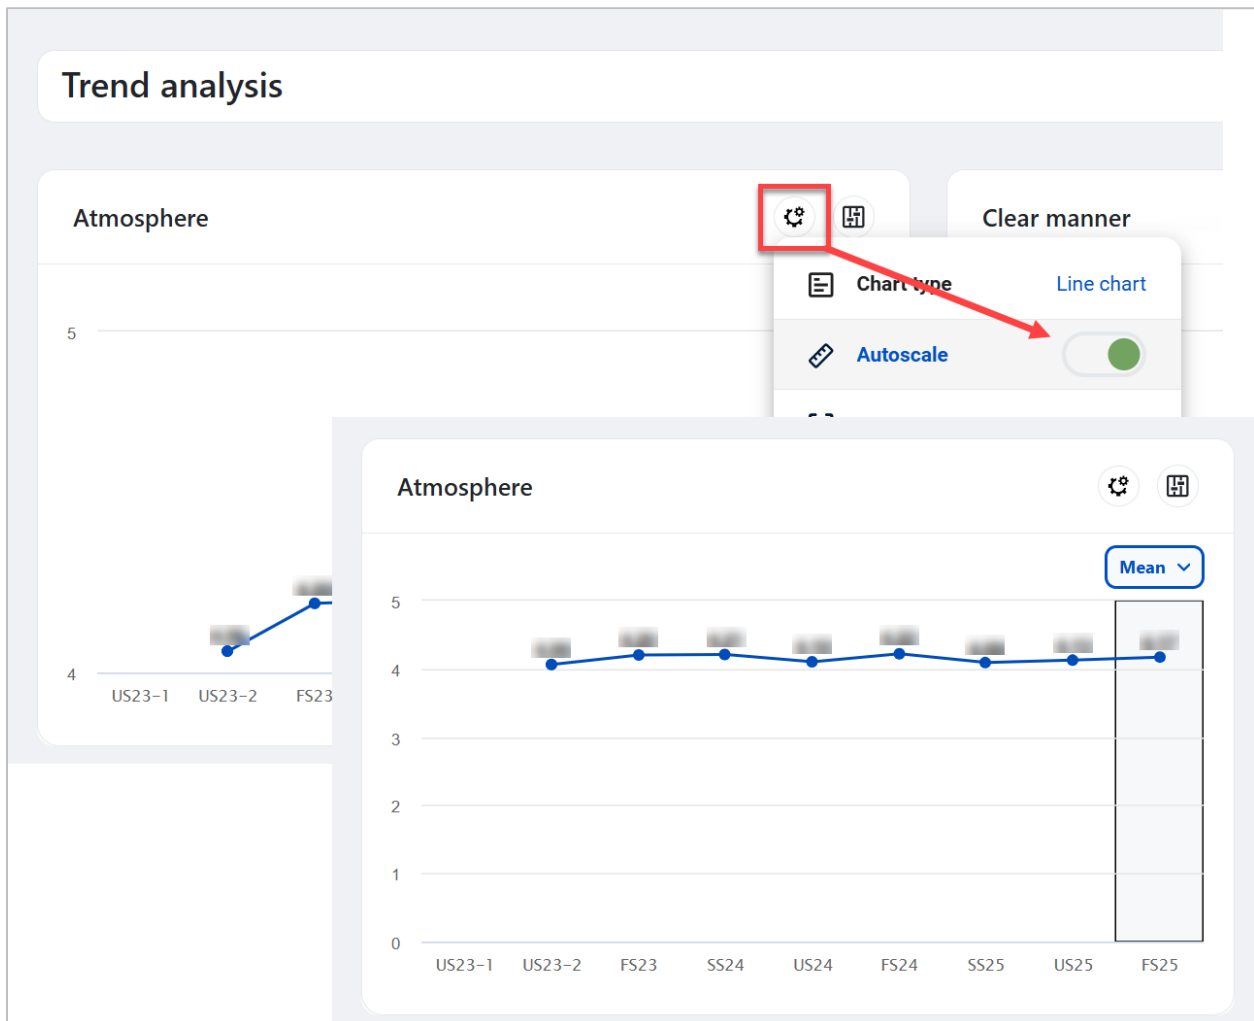 Trend analysis
Atmosphere
Clear manner
Chart type
Line chart
Autoscale
5
4
US23-1 US23-2 FS23
Atmosphere
Mean
5
4
3
2
1
0
US23-1 US23-2 FS23 SS24 US24 FS24 SS25 US25 FS25